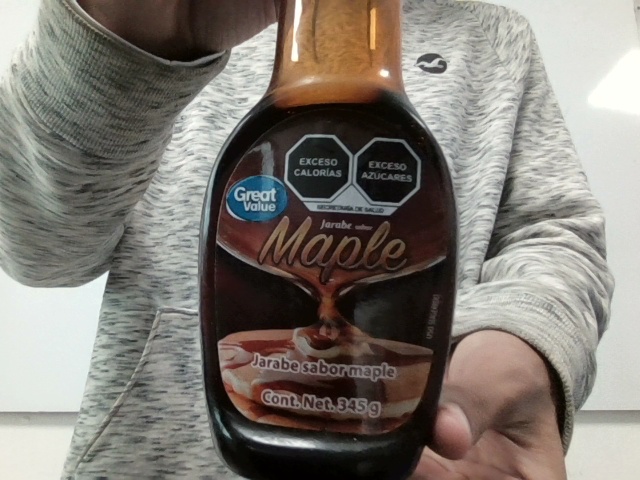 EXCESO
CALORÍAS
EXCESO
AZÚCARES
SECRETARÍA DE SALUD
Great
Value
Jarabe sabor
Maple
Jarabe sabor maple
Cont. Net. 345 g